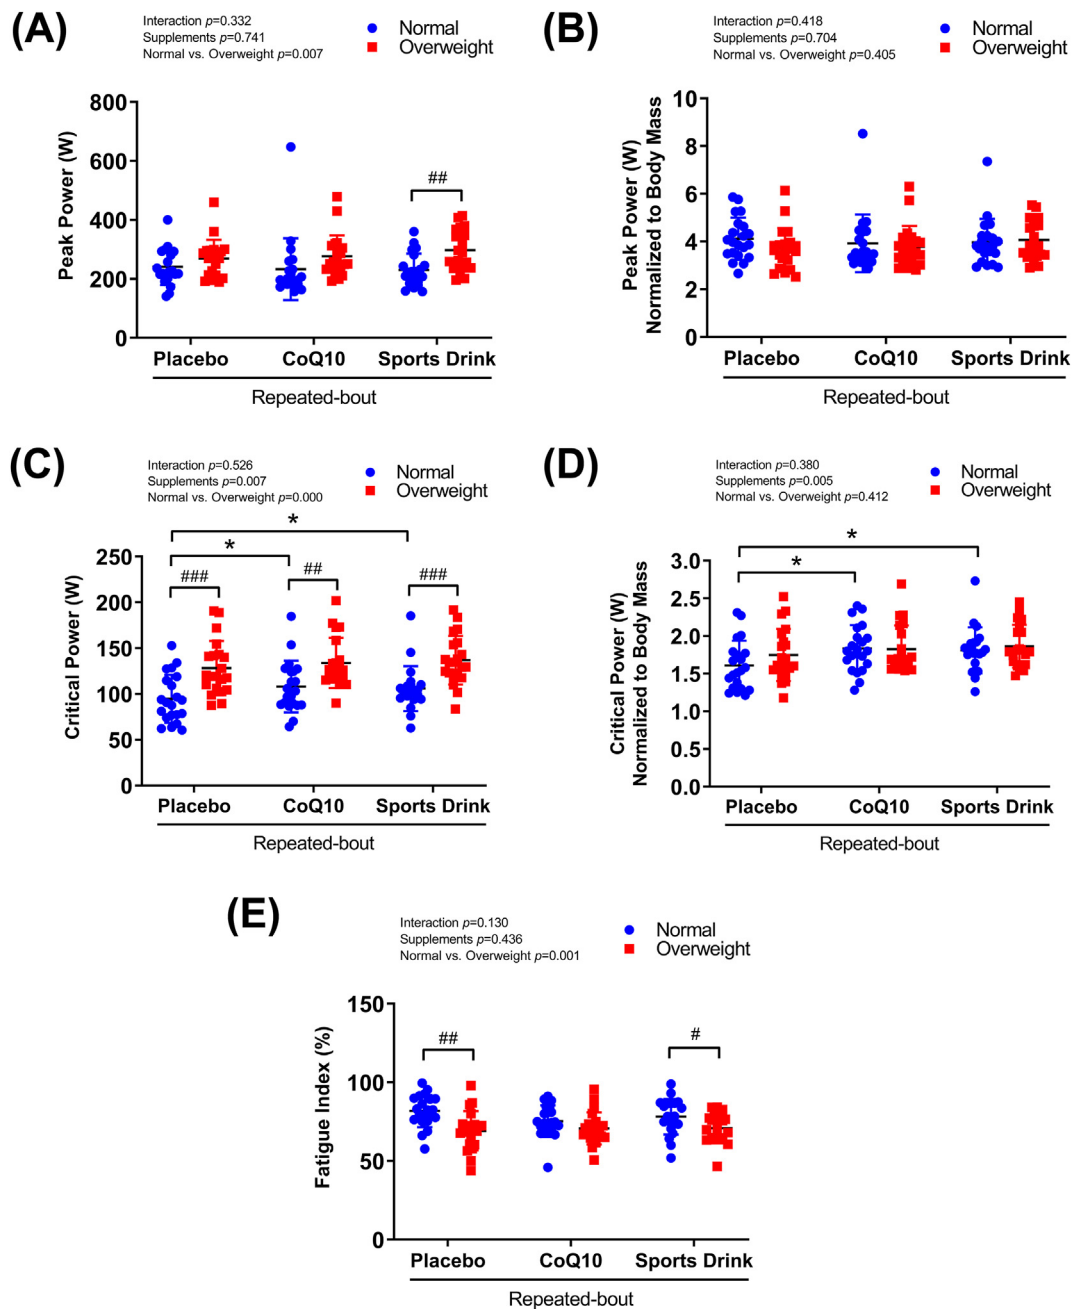 (A)
Interaction p=0.332
Supplements p=0.741
Normal vs. Overweight p=0.007
Normal
Overweight
Peak Power (W)
800
600
400
200
0
##
Placebo
CoQ10
Sports Drink
Repeated-bout
(B)
Interaction p=0.418
Supplements p=0.704
Normal vs. Overweight p=0.405
Normal
Overweight
Peak Power (W)
Normalized to Body Mass
10
8
6
4
2
0
Placebo
CoQ10
Sports Drink
Repeated-bout
(C)
Interaction p=0.526
Supplements p=0.007
Normal vs. Overweight p=0.000
Normal
Overweight
Critical Power (W)
250
200
150
100
50
0
*
*
###
##
###
Placebo
CoQ10
Sports Drink
Repeated-bout
(D)
Interaction p=0.380
Supplements p=0.005
Normal vs. Overweight p=0.412
Normal
Overweight
Critical Power (W)
Normalized to Body Mass
3.0
2.5
2.0
1.5
1.0
0.5
0.0
*
*
Placebo
CoQ10
Sports Drink
Repeated-bout
(E)
Interaction p=0.130
Supplements p=0.436
Normal vs. Overweight p=0.001
Normal
Overweight
Fatigue Index (%)
150
100
50
0
##
#
Placebo
CoQ10
Sports Drink
Repeated-bout